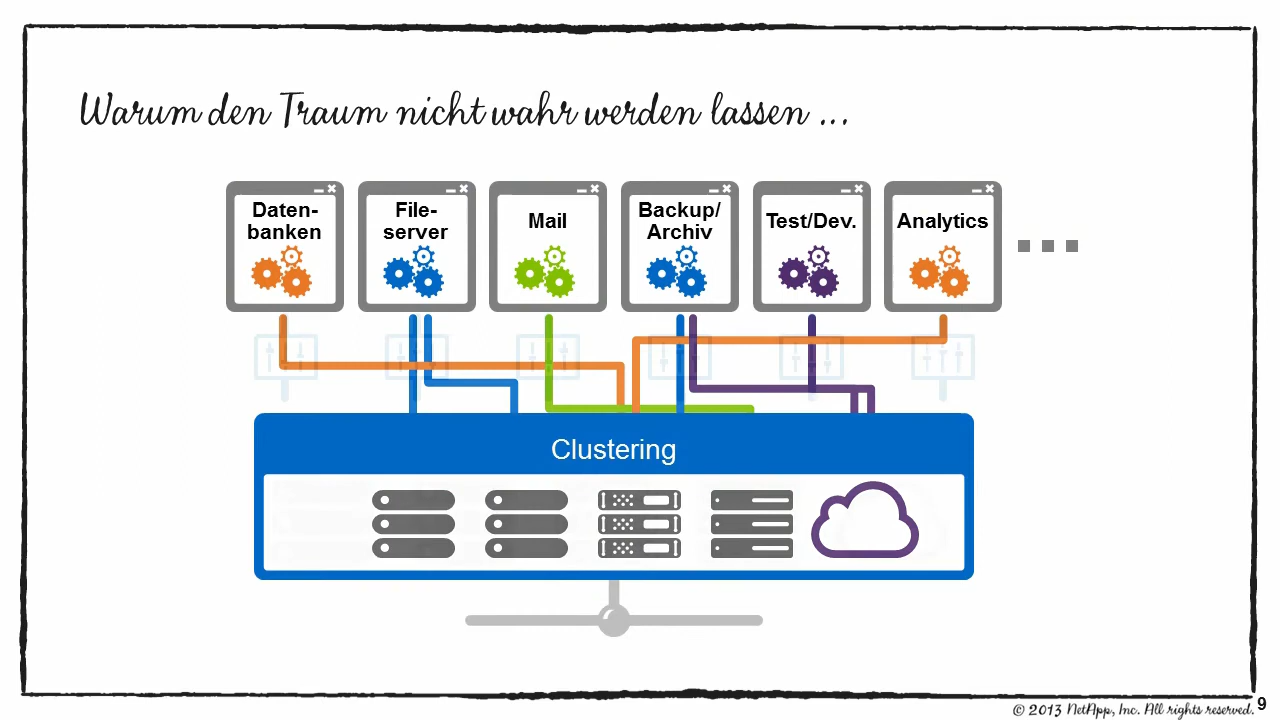 Warum den Traum nicht wahr werden lassen ...
Daten-
banken
File-
server
Mail
Backup/
Archiv
Test/Dev.
Analytics
Clustering
© 2013 NetApp, Inc. All rights reserved.
9